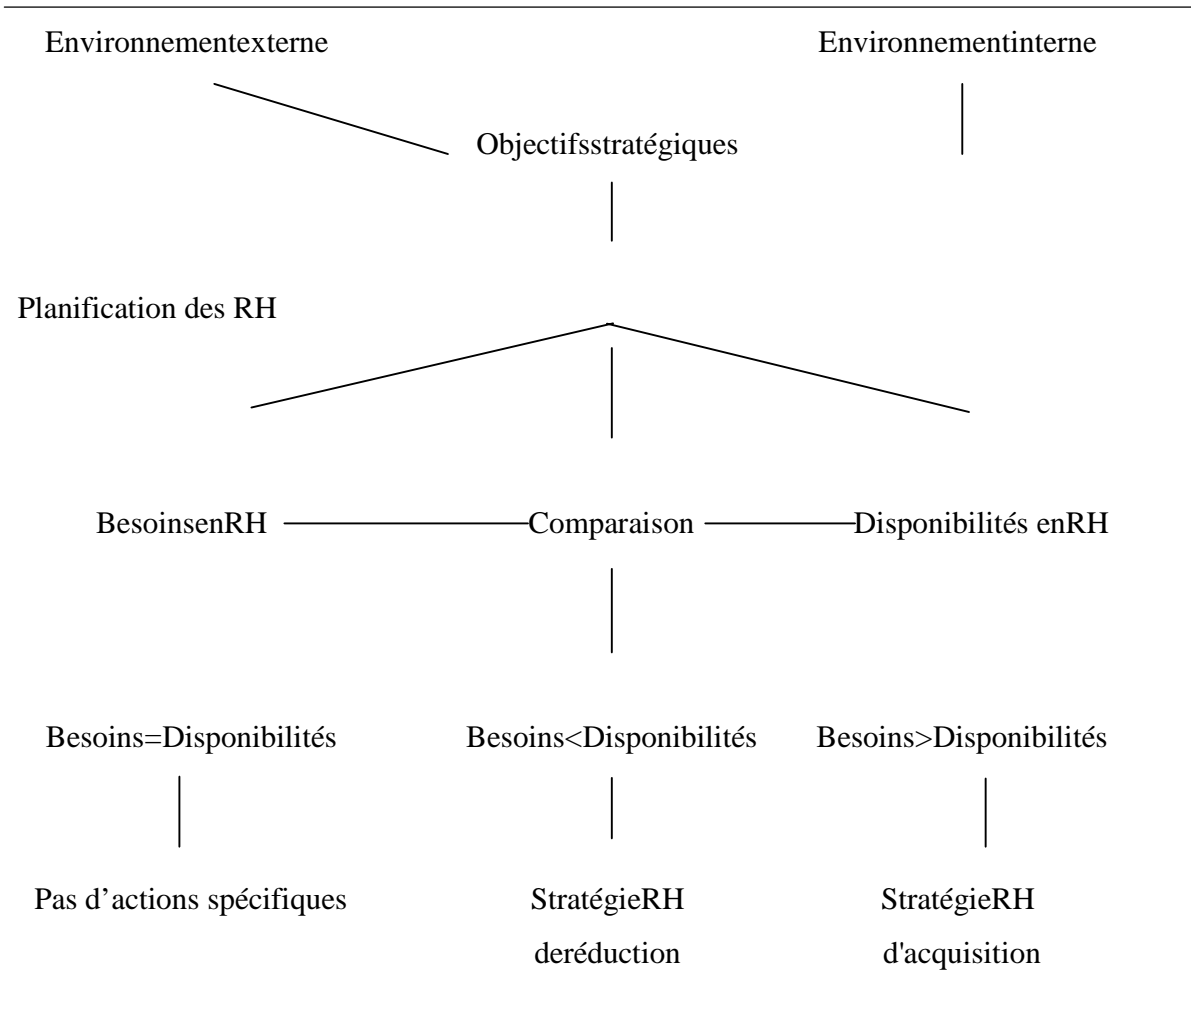 Environnementexterne
Environnementinterne
Objectifsstratégiques
Planification des RH
BesoinsenRH
Comparaison
Disponibilités enRH
Besoins=Disponibilités
Besoins<Disponibilités
Besoins>Disponibilités
Pas d’actions spécifiques
StratégieRH
deréduction
StratégieRH
d'acquisition